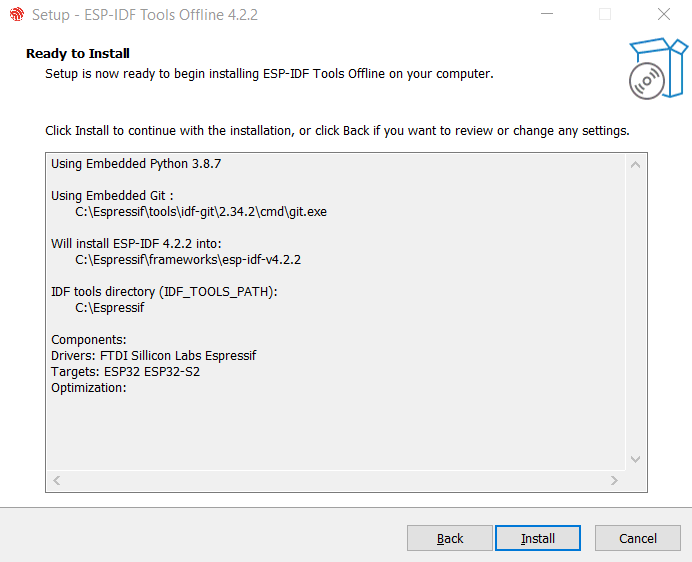 Setup - ESP-IDF Tools Offline 4.2.2
Ready to Install
Setup is now ready to begin installing ESP-IDF Tools Offline on your computer.
Click Install to continue with the installation, or click Back if you want to review or change any settings.
Using Embedded Python 3.8.7
Using Embedded Git :
C:\Espressif\tools\idf-git\2.34.2\cmd\git.exe
Will install ESP-IDF 4.2.2 into:
C:\Espressif\frameworks\esp-idf-v4.2.2
IDF tools directory (IDF_TOOLS_PATH):
C:\Espressif
Components:
Drivers: FTDI Sillicon Labs Espressif
Targets: ESP32 ESP32-S2
Optimization:
Back Install Cancel